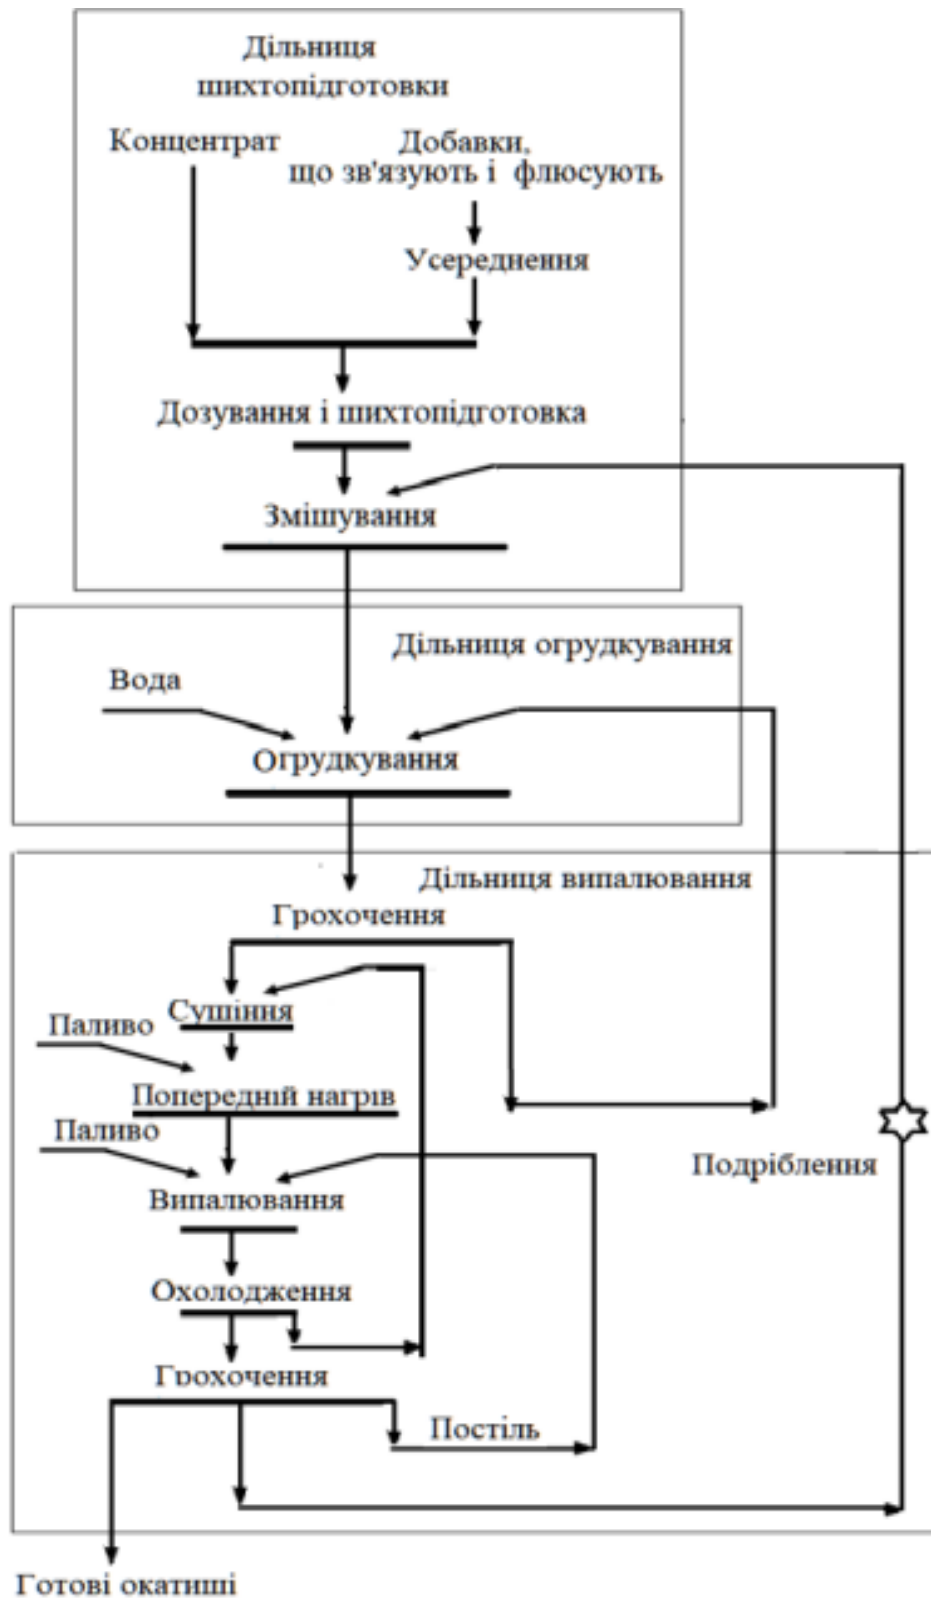 Дільниця
шихтопідготовки
Концентрат
Добавки,
що зв'язують і флюсують
Усереднення
Дозування і шихтопідготовка
Змішування
Дільниця огрудкування
Вода
Огрудкування
Дільниця випалювання
Грохочення
Сушіння
Паливо
Попередній нагрів
Паливо
Подріблення
Випалювання
Охолодження
Грохочення
Постіль
Готові окатиші